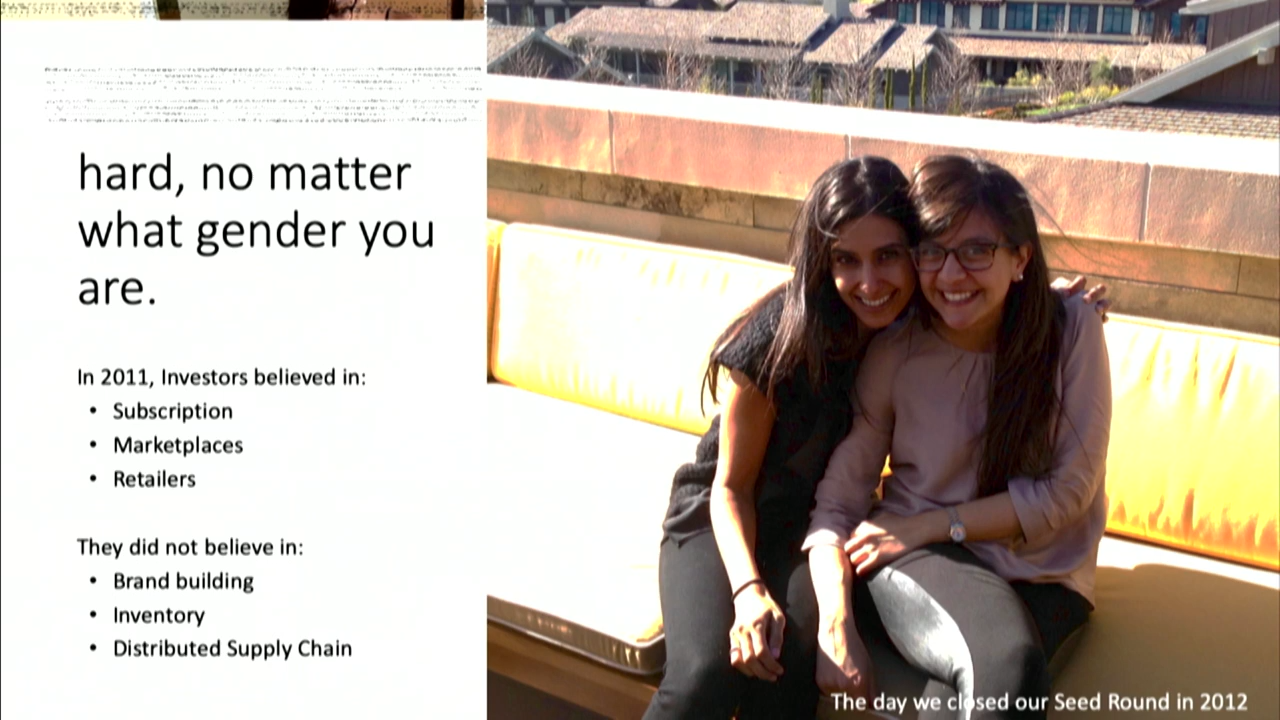 hard, no matter
what gender you
are.
In 2011, Investors believed in:
• Subscription
• Marketplaces
• Retailers
They did not believe in:
• Brand building
• Inventory
• Distributed Supply Chain
The day we closed our Seed Round in 2012